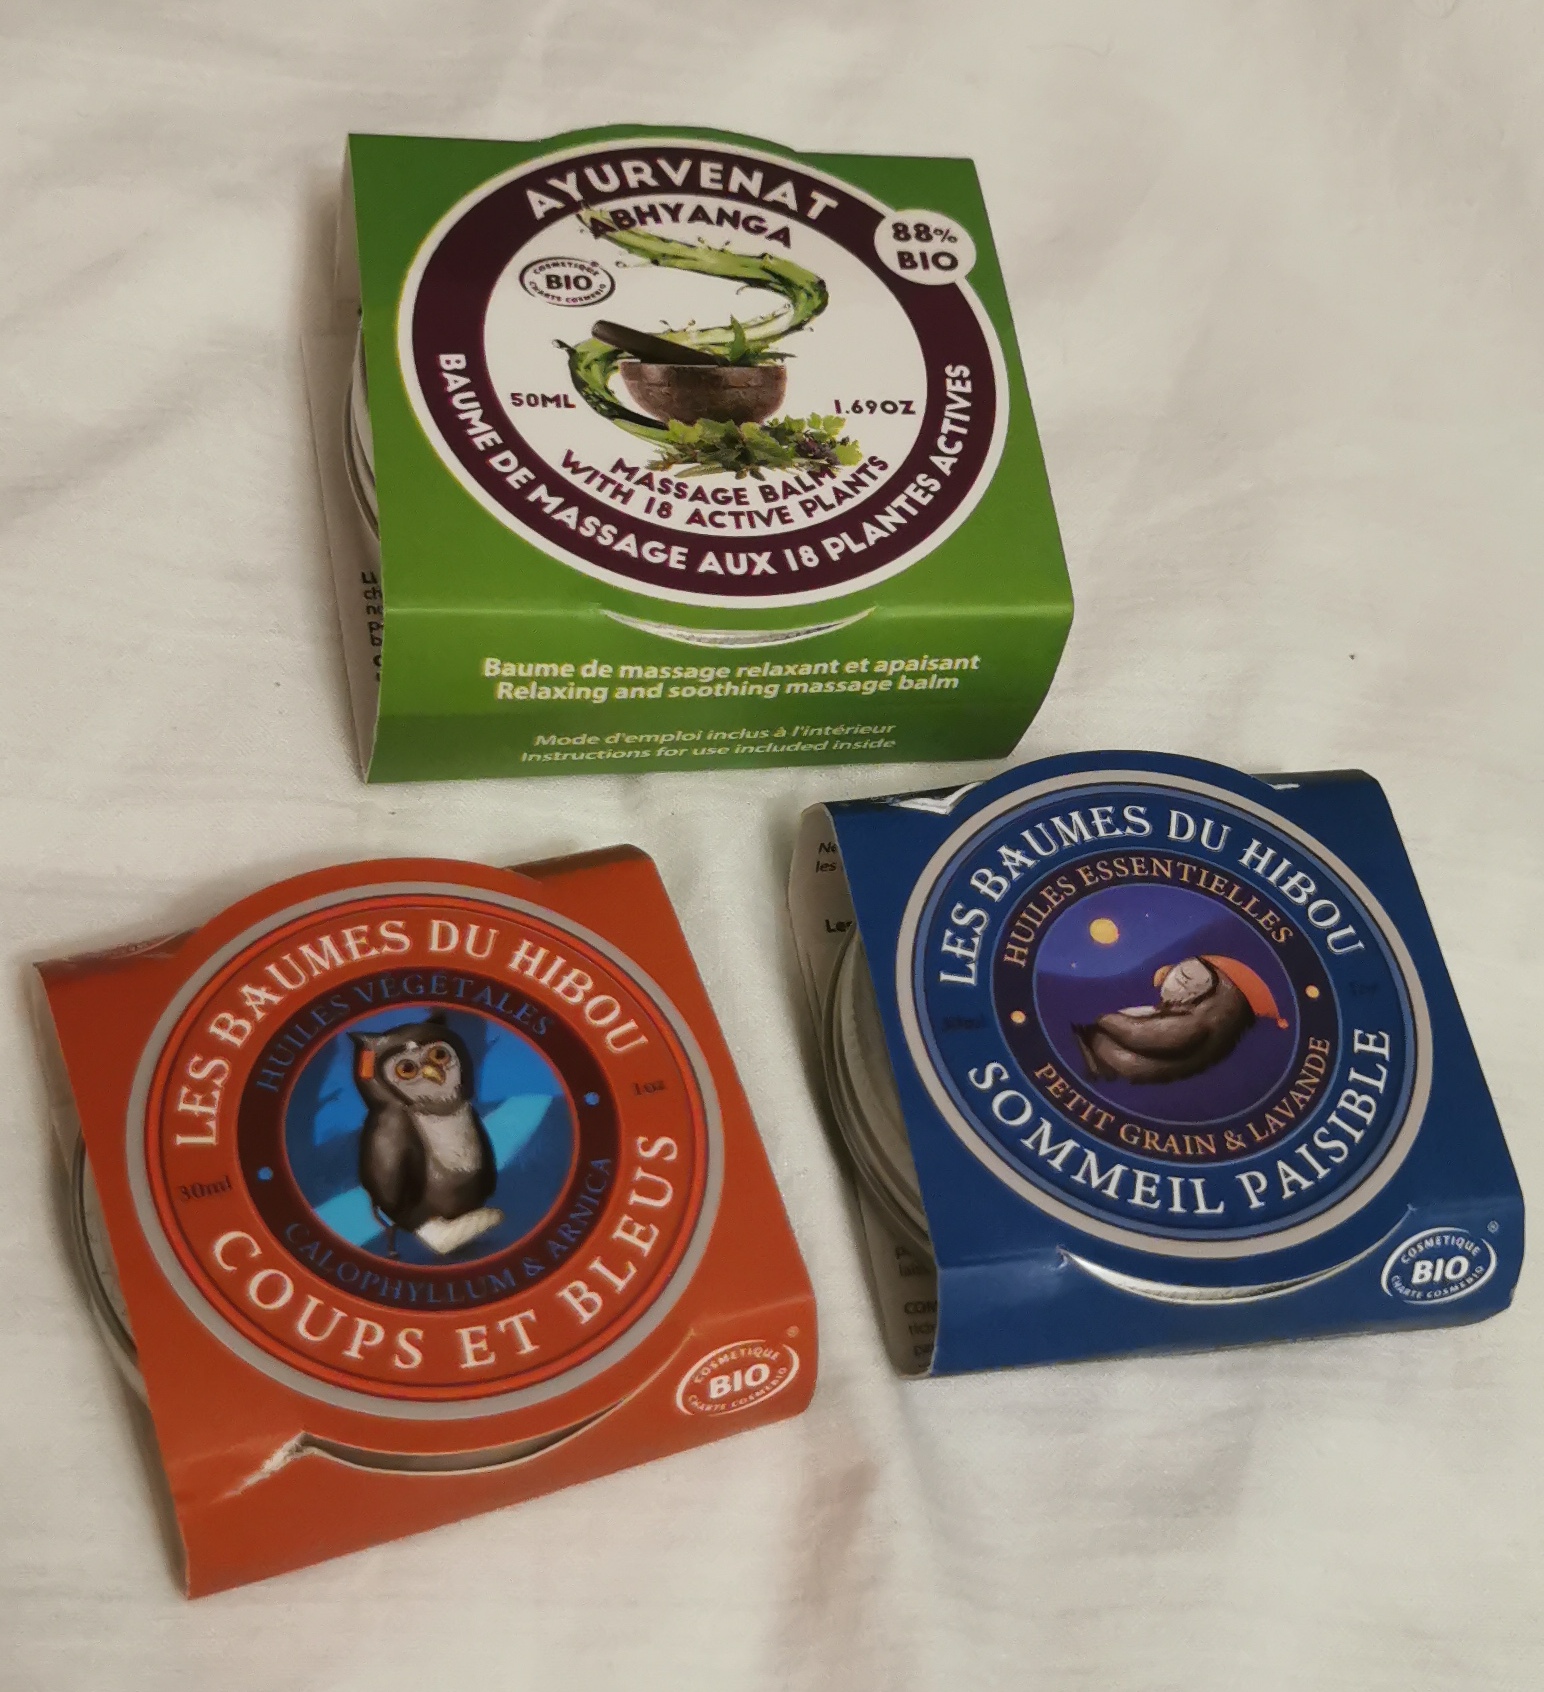 AYURVENAT
ABHYANGA
88%
BIO
COSMETIQUE
BIO
CHARTE COSMEBIO
50ML
1.69OZ
MASSAGE BALM
WITH 18 ACTIVE PLANTS
BAUME DE MASSAGE AUX 18 PLANTES ACTIVES
Baume de massage relaxant et apaisant
Relaxing and soothing massage balm
Mode d'emploi inclus à l'intérieur
Instructions for use included inside
LES BAUMES DU HIBOU
HUILES ESSENTIELLES
PETIT GRAIN & LAVANDE
SOMMEIL PAISIBLE
COSMETIQUE
BIO
CHARTE COSMEBIO
LES BAUMES DU HIBOU
HUILES VÉGÉTALES
30ml
1oz
CALOPHYLLUM & ARNICA
COUPS ET BLEUS
COSMETIQUE
BIO
CHARTE COSMEBIO